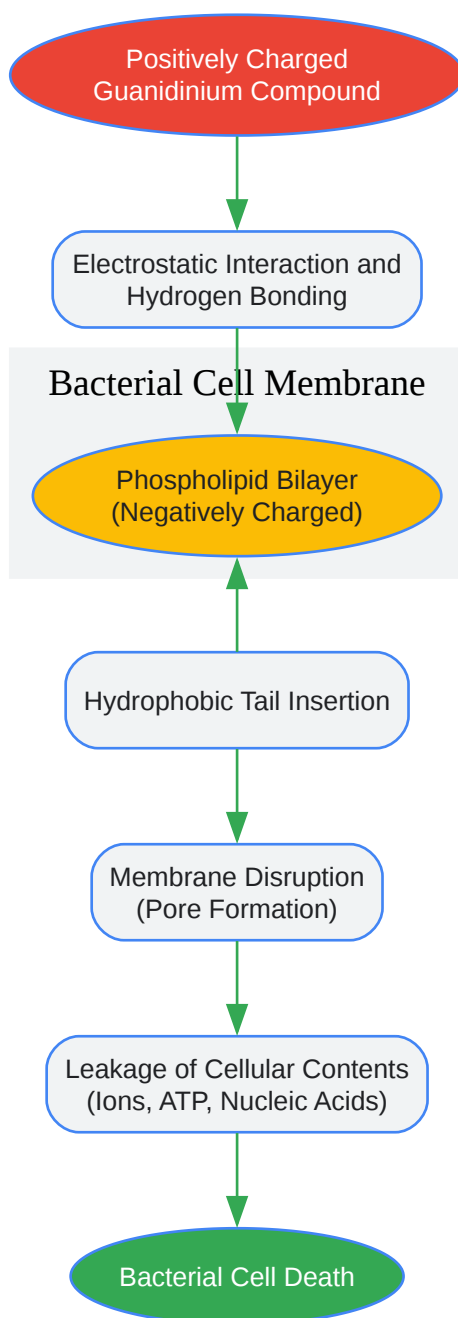 Positively Charged
Guanidinium Compound
Electrostatic Interaction and
Hydrogen Bonding
Bacterial Cell Membrane
Phospholipid Bilayer
(Negatively Charged)
Hydrophobic Tail Insertion
Membrane Disruption
(Pore Formation)
Leakage of Cellular Contents
(Ions, ATP, Nucleic Acids)
Bacterial Cell Death